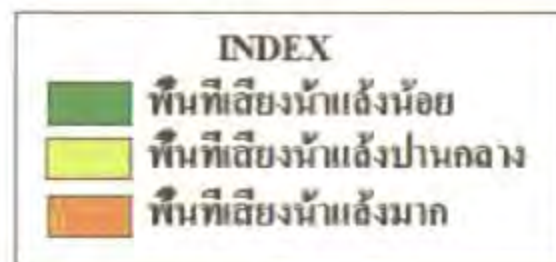 INDEX
พื้นที่เสี่ยงน้ำแล้งน้อย
พื้นที่เสี่ยงน้ำแล้งปานกลาง
พื้นที่เสี่ยงน้ำแล้งมาก